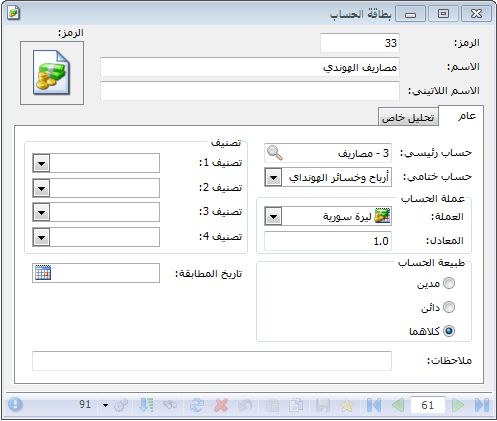 بطاقة الحساب
الرمز: 33
الرمز:
الاسم: مصاريف الهوندي
الاسم اللاتيني:
عام
تحليل خاص
حساب رئيسي: 3 - مصاريف
حساب ختامي: أرباح وخسائر الهونداي
عملة الحساب
العملة: ليرة سورية
المعادل: 1.0
طبيعة الحساب
مدين
دائن
كلاهما
تصنيف
تصنيف 1:
تصنيف 2:
تصنيف 3:
تصنيف 4:
تاريخ المطابقة:
ملاحظات:
61
91